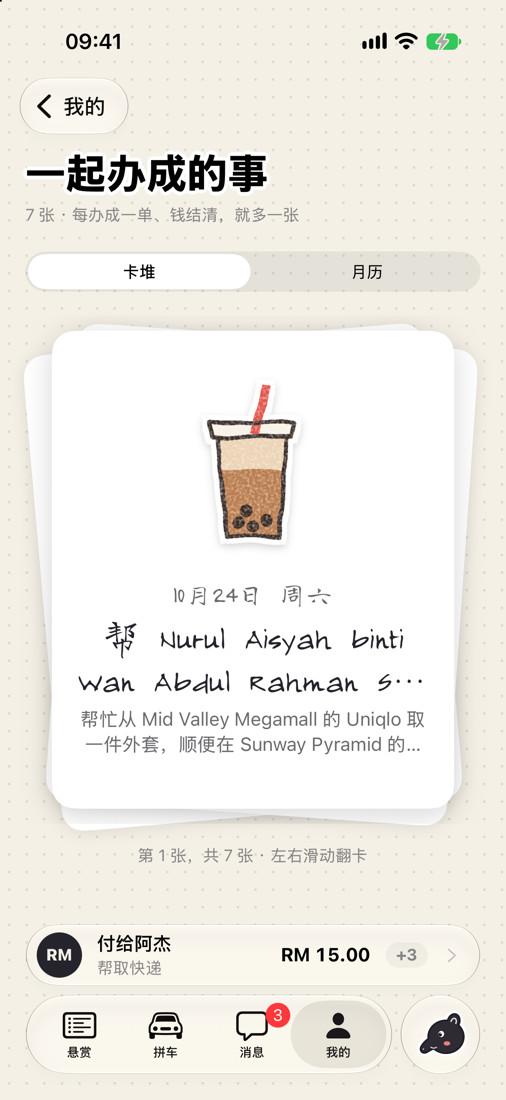 09:41
我的
一起办成的事
7 张 · 每办成一单、钱结清，就多一张
卡堆
月历
10月24日 周六
帮 Nurul Aisyah binti
Wan Abdul Rahman S…
帮忙从 Mid Valley Megamall 的 Uniqlo 取
一件外套，顺便在 Sunway Pyramid 的...
第 1 张，共 7 张 · 左右滑动翻卡
RM
付给阿杰
帮取快递
RM 15.00
+3
悬赏
拼车
消息
3
我的